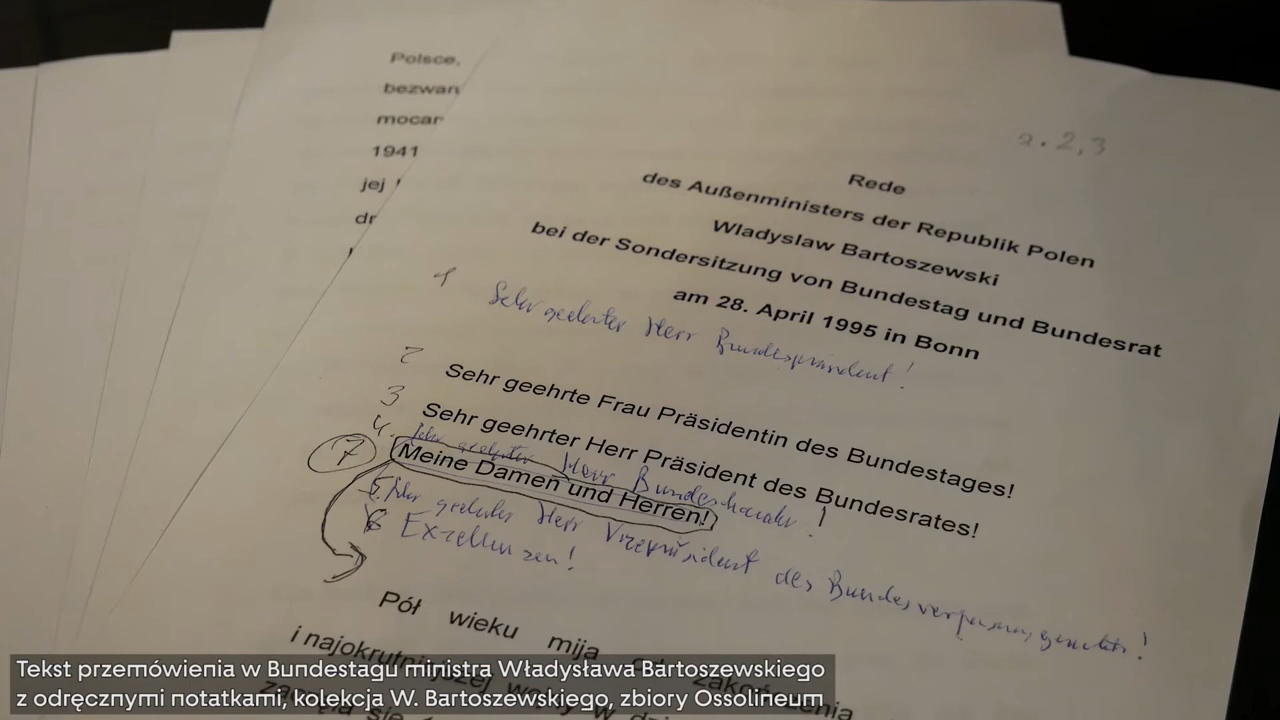 Polsce,
bezwan
mocar
1941
jej
dr
a. 2, 3
Rede
des Außenministers der Republik Polen
Wladyslaw Bartoszewski
bei der Sondersitzung von Bundestag und Bundesrat
am 28. April 1995 in Bonn
1 Sehr geehrter Herr Bundespräsident!
2 Sehr geehrte Frau Präsidentin des Bundestages!
3 Sehr geehrter Herr Präsident des Bundesrates!
4. Sehr geehrter Herr Bundeskanzler!
7 Meine Damen und Herren!
5. Sehr geehrter Herr Vizepräsident des Bundesverfassungsgerichts!
6 Exzellenzen!
Pół wieku mija od zakończenia
i najokrutniejszej wojny w
Tekst przemówienia w Bundestagu ministra Władysława Bartoszewskiego
z odręcznymi notatkami, kolekcja W. Bartoszewskiego, zbiory Ossolineum